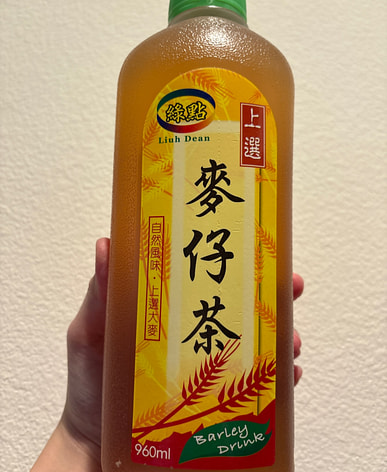 綠點
Liuh Dean
上選
麥仔茶
自然風味·上選大麥
960ml
Barley
Drink